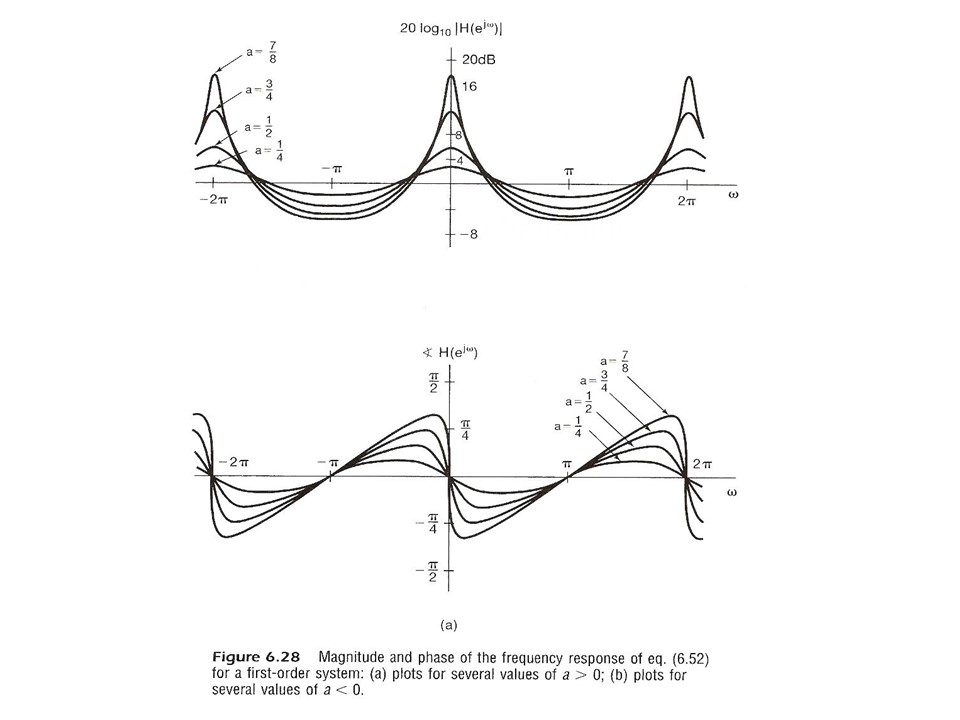 20 log₁₀ |H(e^jω)|
20dB
16
8
4
−8
a = 7/8
a = 3/4
a = 1/2
a = 1/4
−2π
−π
π
2π
ω
∢ H(e^jω)
π/2
π/4
−π/4
−π/2
a = 7/8
a = 3/4
a = 1/2
a = 1/4
−2π
−π
π
2π
ω
(a)
Figure 6.28 Magnitude and phase of the frequency response of eq. (6.52)
for a first-order system: (a) plots for several values of a > 0; (b) plots for
several values of a < 0.